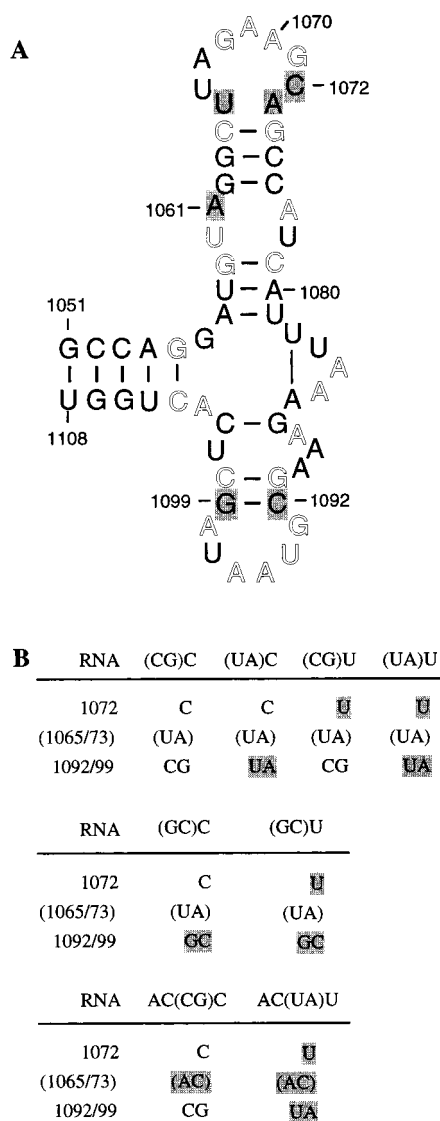 A
G A A 1070
A G
U U A C 1072
C – G
G – C
G – C
1061 – A A
U U
G – C
U – A – 1080
1051 A – U U U
G C C A G G A
A A
U G G U C A C – G A A
1108 U A
C – G
1099 – G – C – 1092
A G
U A A U
B
RNA (CG)C (UA)C (CG)U (UA)U
1072 C C U U
(1065/73) (UA) (UA) (UA) (UA)
1092/99 CG UA CG UA
RNA (GC)C (GC)U
1072 C U
(1065/73) (UA) (UA)
1092/99 GC GC
RNA AC(CG)C AC(UA)U
1072 C U
(1065/73) (AC) (AC)
1092/99 CG UA